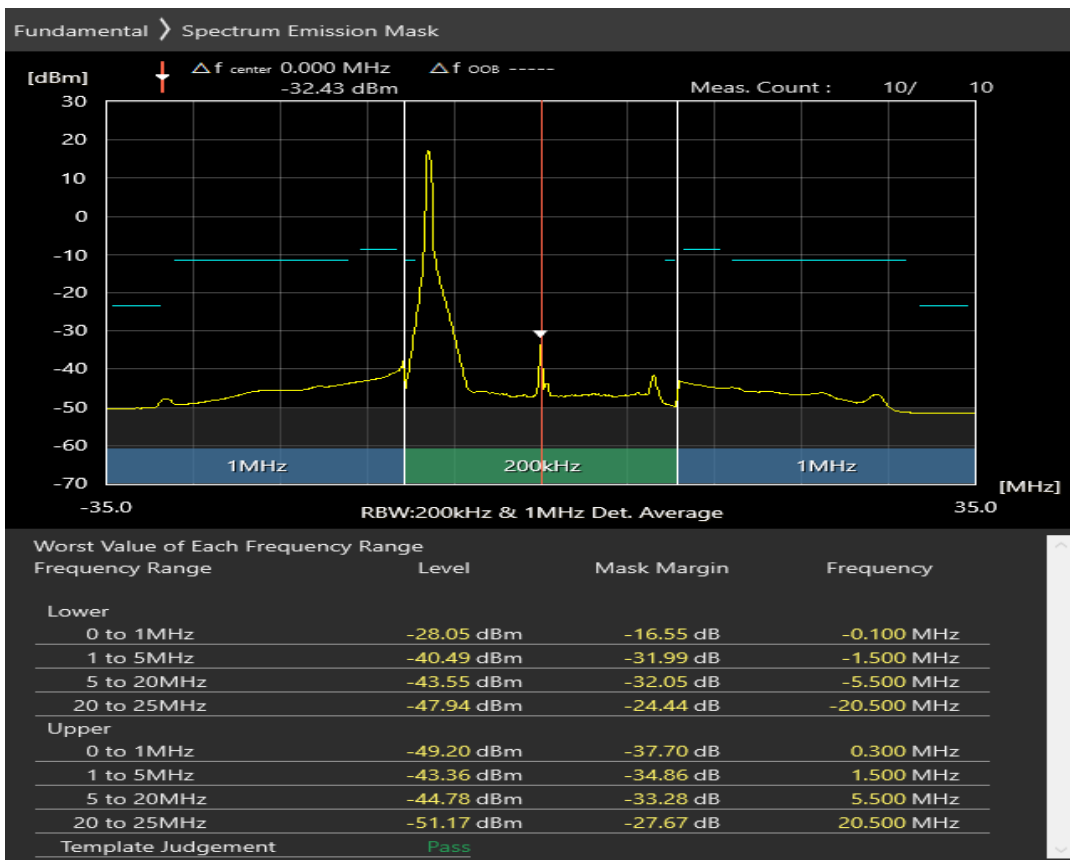 Fundamental ❯ Spectrum Emission Mask
[dBm]
△f center 0.000 MHz △f OOB -----
-32.43 dBm
Meas. Count : 10/ 10
30
20
10
0
-10
-20
-30
-40
-50
-60
-70
1MHz 200kHz 1MHz
[MHz]
-35.0 35.0
RBW:200kHz & 1MHz Det. Average
Worst Value of Each Frequency Range
Frequency Range Level Mask Margin Frequency
Lower
0 to 1MHz -28.05 dBm -16.55 dB -0.100 MHz
1 to 5MHz -40.49 dBm -31.99 dB -1.500 MHz
5 to 20MHz -43.55 dBm -32.05 dB -5.500 MHz
20 to 25MHz -47.94 dBm -24.44 dB -20.500 MHz
Upper
0 to 1MHz -49.20 dBm -37.70 dB 0.300 MHz
1 to 5MHz -43.36 dBm -34.86 dB 1.500 MHz
5 to 20MHz -44.78 dBm -33.28 dB 5.500 MHz
20 to 25MHz -51.17 dBm -27.67 dB 20.500 MHz
Template Judgement Pass